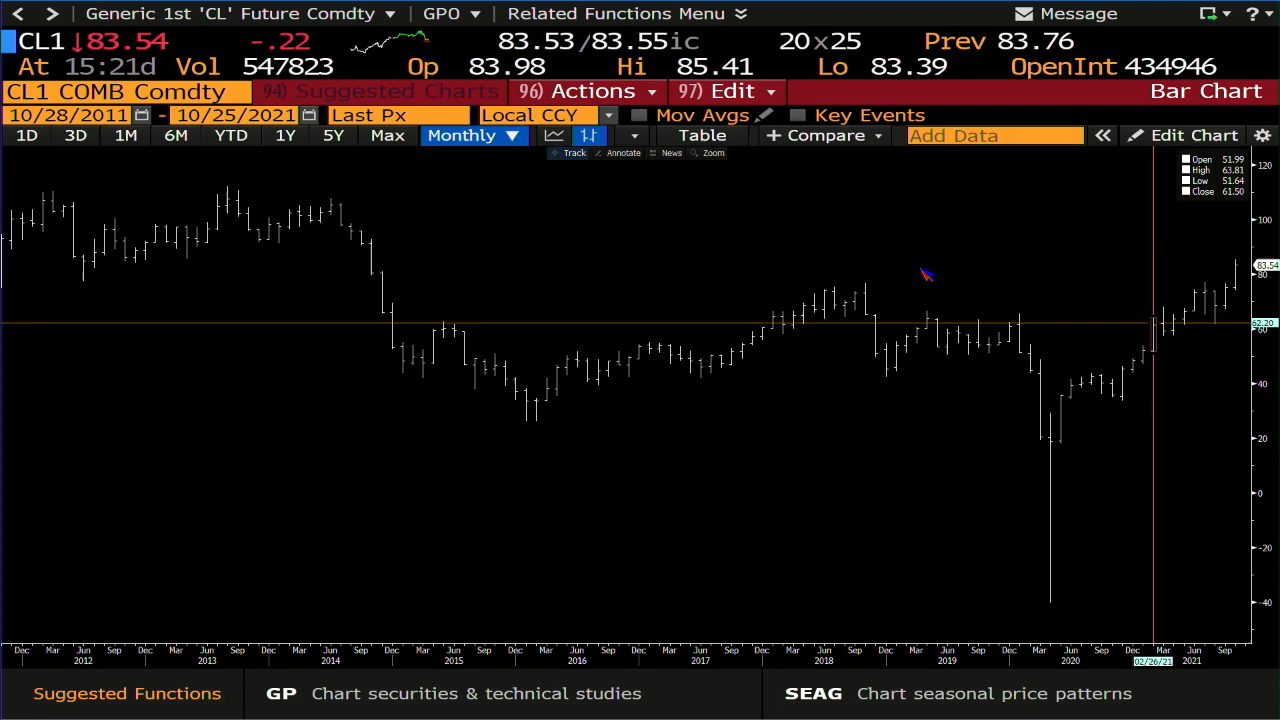 Generic 1st 'CL' Future Comdty GPO Related Functions Menu Message ?
CL1 ↓83.54 -.22 83.53/83.55ic 20x25 Prev 83.76
At 15:21d Vol 547823 Op 83.98 Hi 85.41 Lo 83.39 OpenInt 434946
CL1 COMB Comdty 94) Suggested Charts 96) Actions 97) Edit Bar Chart
10/28/2011 - 10/25/2021 Last Px Local CCY Mov Avgs Key Events
1D 3D 1M 6M YTD 1Y 5Y Max Monthly ▼ Table + Compare Add Data « Edit Chart
Track Annotate News Zoom
Open 51.99
High 63.81
Low 51.64
Close 61.50
120
100
83.54
80
62.20
60
40
20
0
-20
-40
Dec Mar Jun Sep Dec Mar Jun Sep Dec Mar Jun Sep Dec Mar Jun Sep Dec Mar Jun Sep Dec Mar Jun Sep Dec Mar Jun Sep Dec Mar Jun Sep Dec Mar Jun Sep Dec Mar Jun Sep
2012 2013 2014 2015 2016 2017 2018 2019 2020 02/26/21 2021
Suggested Functions GP Chart securities & technical studies SEAG Chart seasonal price patterns